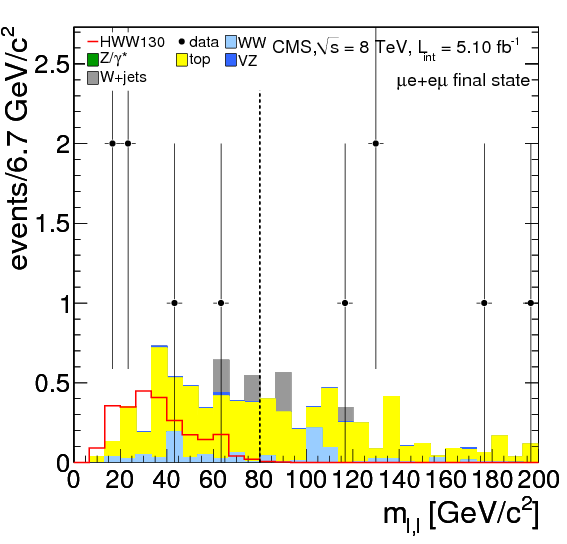 HWW130 data WW CMS,√s = 8 TeV, L_int = 5.10 fb⁻¹
Z/γ* top VZ
W+jets
μe+eμ final state
events/6.7 GeV/c²
2.5
2
1.5
1
0.5
0
0 20 40 60 80 100 120 140 160 180 200
m_l,l [GeV/c²]